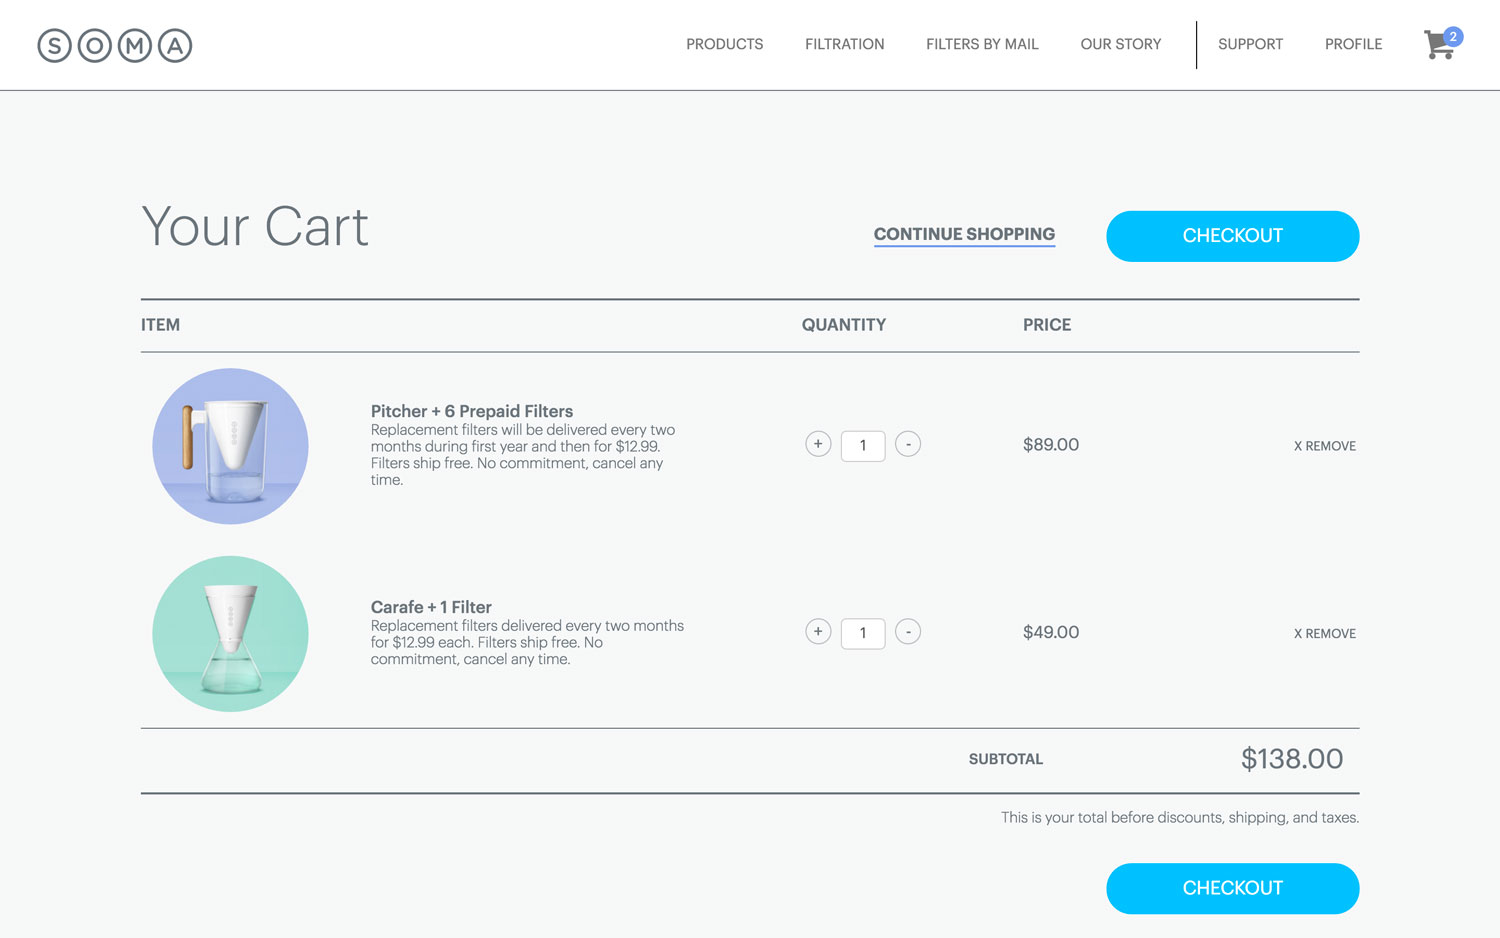 SOMA
PRODUCTS FILTRATION FILTERS BY MAIL OUR STORY SUPPORT PROFILE 2
Your Cart
CONTINUE SHOPPING CHECKOUT
ITEM QUANTITY PRICE
Pitcher + 6 Prepaid Filters
Replacement filters will be delivered every two
months during first year and then for $12.99.
Filters ship free. No commitment, cancel any
time.
+ 1 - $89.00 X REMOVE
Carafe + 1 Filter
Replacement filters delivered every two months
for $12.99 each. Filters ship free. No
commitment, cancel any time.
+ 1 - $49.00 X REMOVE
SUBTOTAL $138.00
This is your total before discounts, shipping, and taxes.
CHECKOUT